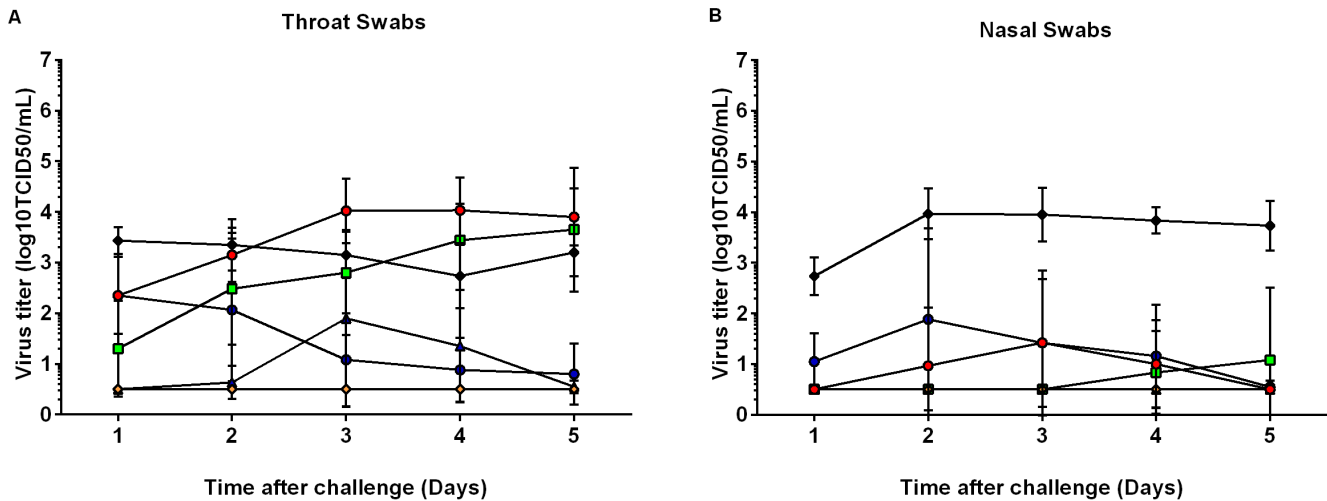 A
Throat Swabs
Virus titer (log10TCID50/mL)
7
6
5
4
3
2
1
0
1 2 3 4 5
Time after challenge (Days)
B
Nasal Swabs
Virus titer (log10TCID50/mL)
7
6
5
4
3
2
1
0
1 2 3 4 5
Time after challenge (Days)